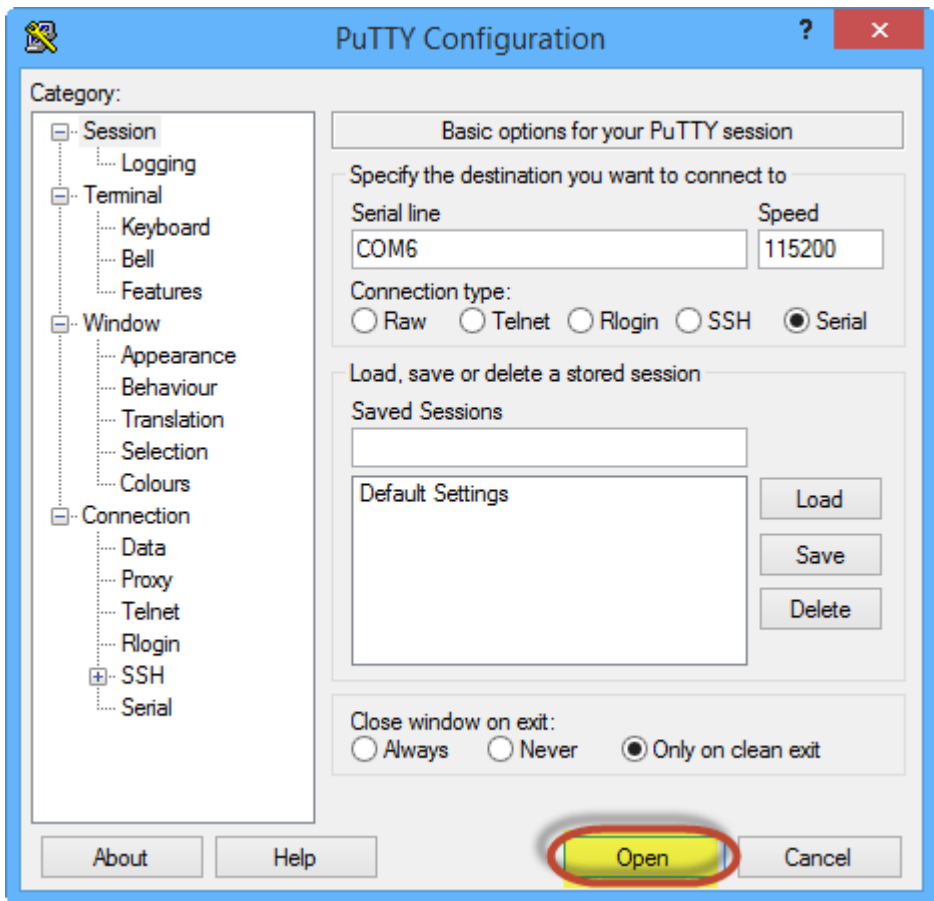 PuTTY Configuration
?
Category:
Session
Logging
Terminal
Keyboard
Bell
Features
Window
Appearance
Behaviour
Translation
Selection
Colours
Connection
Data
Proxy
Telnet
Rlogin
SSH
Serial
Basic options for your PuTTY session
Specify the destination you want to connect to
Serial line Speed
COM6 115200
Connection type:
Raw Telnet Rlogin SSH Serial
Load, save or delete a stored session
Saved Sessions
Default Settings
Load
Save
Delete
Close window on exit:
Always Never Only on clean exit
About Help Open Cancel